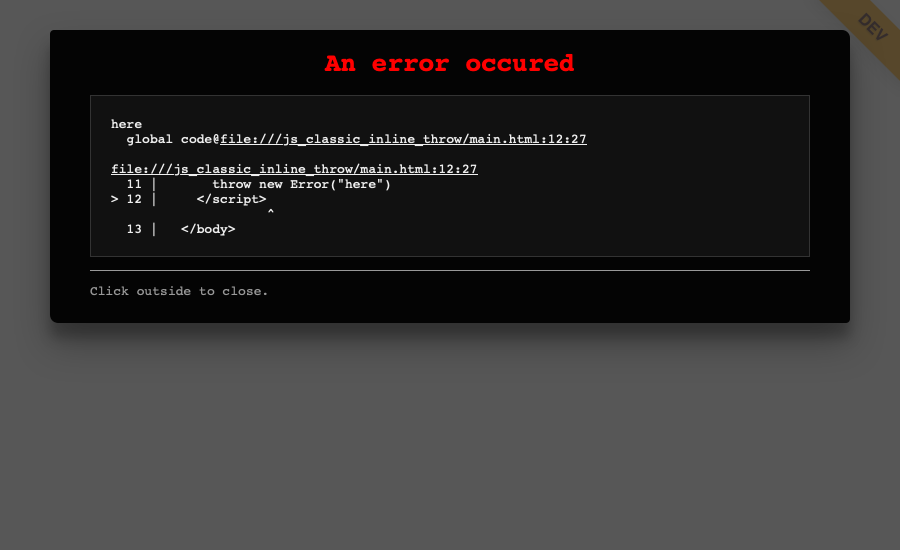 DEV
An error occured
here
  global code@file:///js_classic_inline_throw/main.html:12:27

file:///js_classic_inline_throw/main.html:12:27
  11 |       throw new Error("here")
> 12 |     </script>
                    ^
  13 |   </body>
Click outside to close.